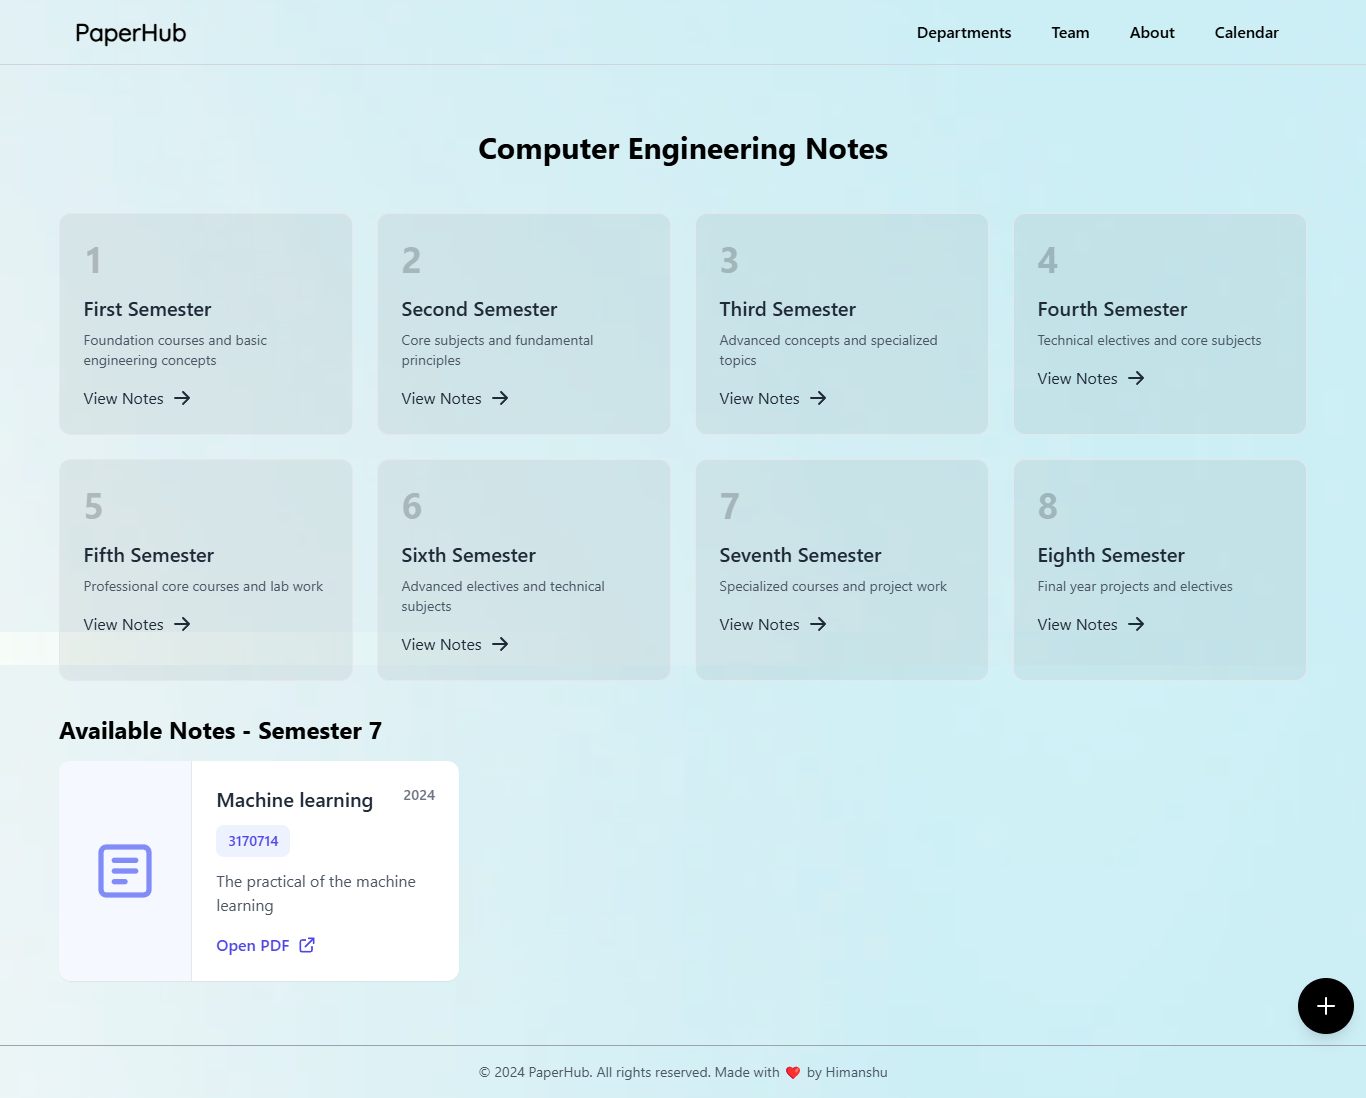 PaperHub
Departments
Team
About
Calendar
Computer Engineering Notes
1
First Semester
Foundation courses and basic
engineering concepts
View Notes
2
Second Semester
Core subjects and fundamental
principles
View Notes
3
Third Semester
Advanced concepts and specialized
topics
View Notes
4
Fourth Semester
Technical electives and core subjects
View Notes
5
Fifth Semester
Professional core courses and lab work
View Notes
6
Sixth Semester
Advanced electives and technical
subjects
View Notes
7
Seventh Semester
Specialized courses and project work
View Notes
8
Eighth Semester
Final year projects and electives
View Notes
Available Notes - Semester 7
Machine learning
2024
3170714
The practical of the machine
learning
Open PDF
© 2024 PaperHub. All rights reserved. Made with ❤️ by Himanshu